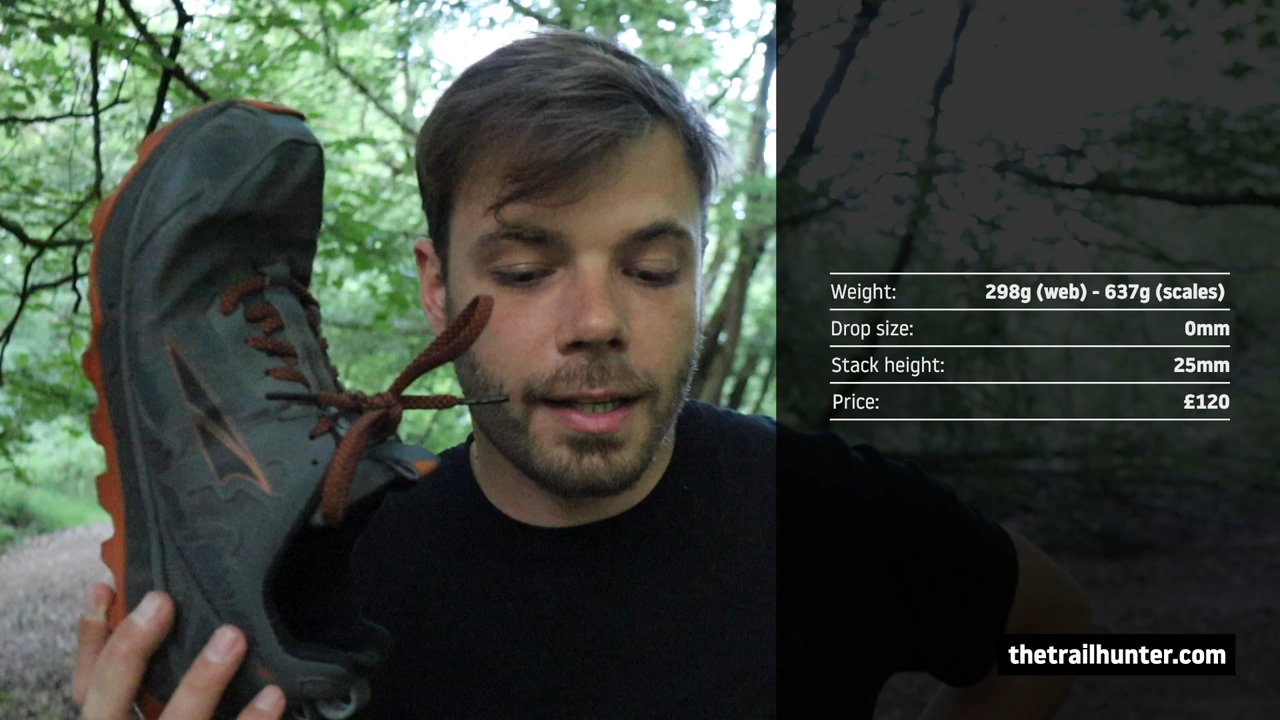 Weight: 298g (web) - 637g (scales)
Drop size: 0mm
Stack height: 25mm
Price: £120
thetrailhunter.com